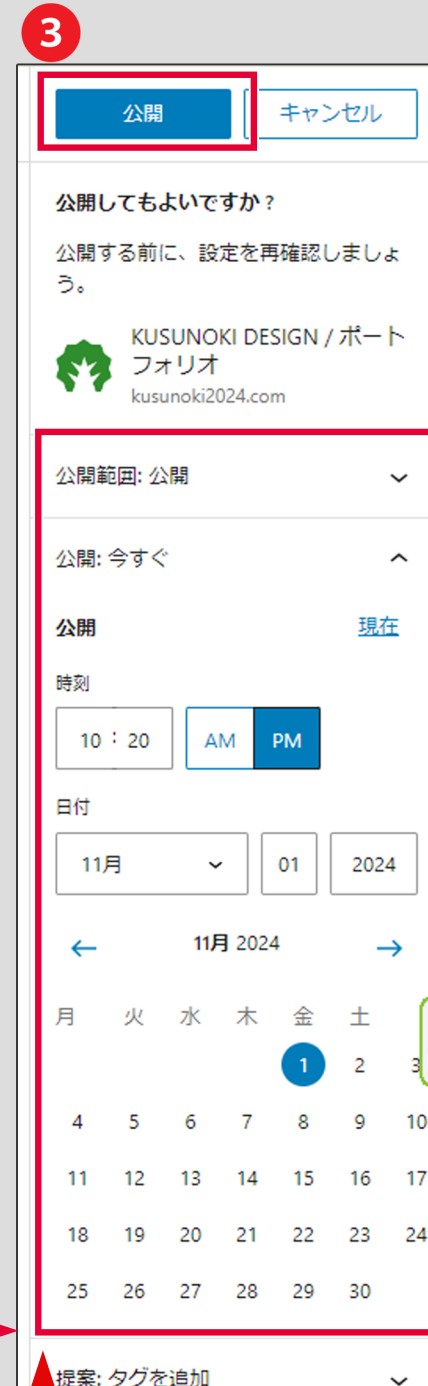 3
公開 キャンセル
公開してもよいですか?
公開する前に、設定を再確認しましょ
う。
KUSUNOKI DESIGN / ポート
フォリオ
kusunoki2024.com
公開範囲: 公開
公開: 今すぐ
公開 現在
時刻
10 : 20 AM PM
日付
11月 01 2024
← 11月 2024 →
月 火 水 木 金 土
1 2 3
4 5 6 7 8 9 10
11 12 13 14 15 16 17
18 19 20 21 22 23 24
25 26 27 28 29 30
提案: タグを追加